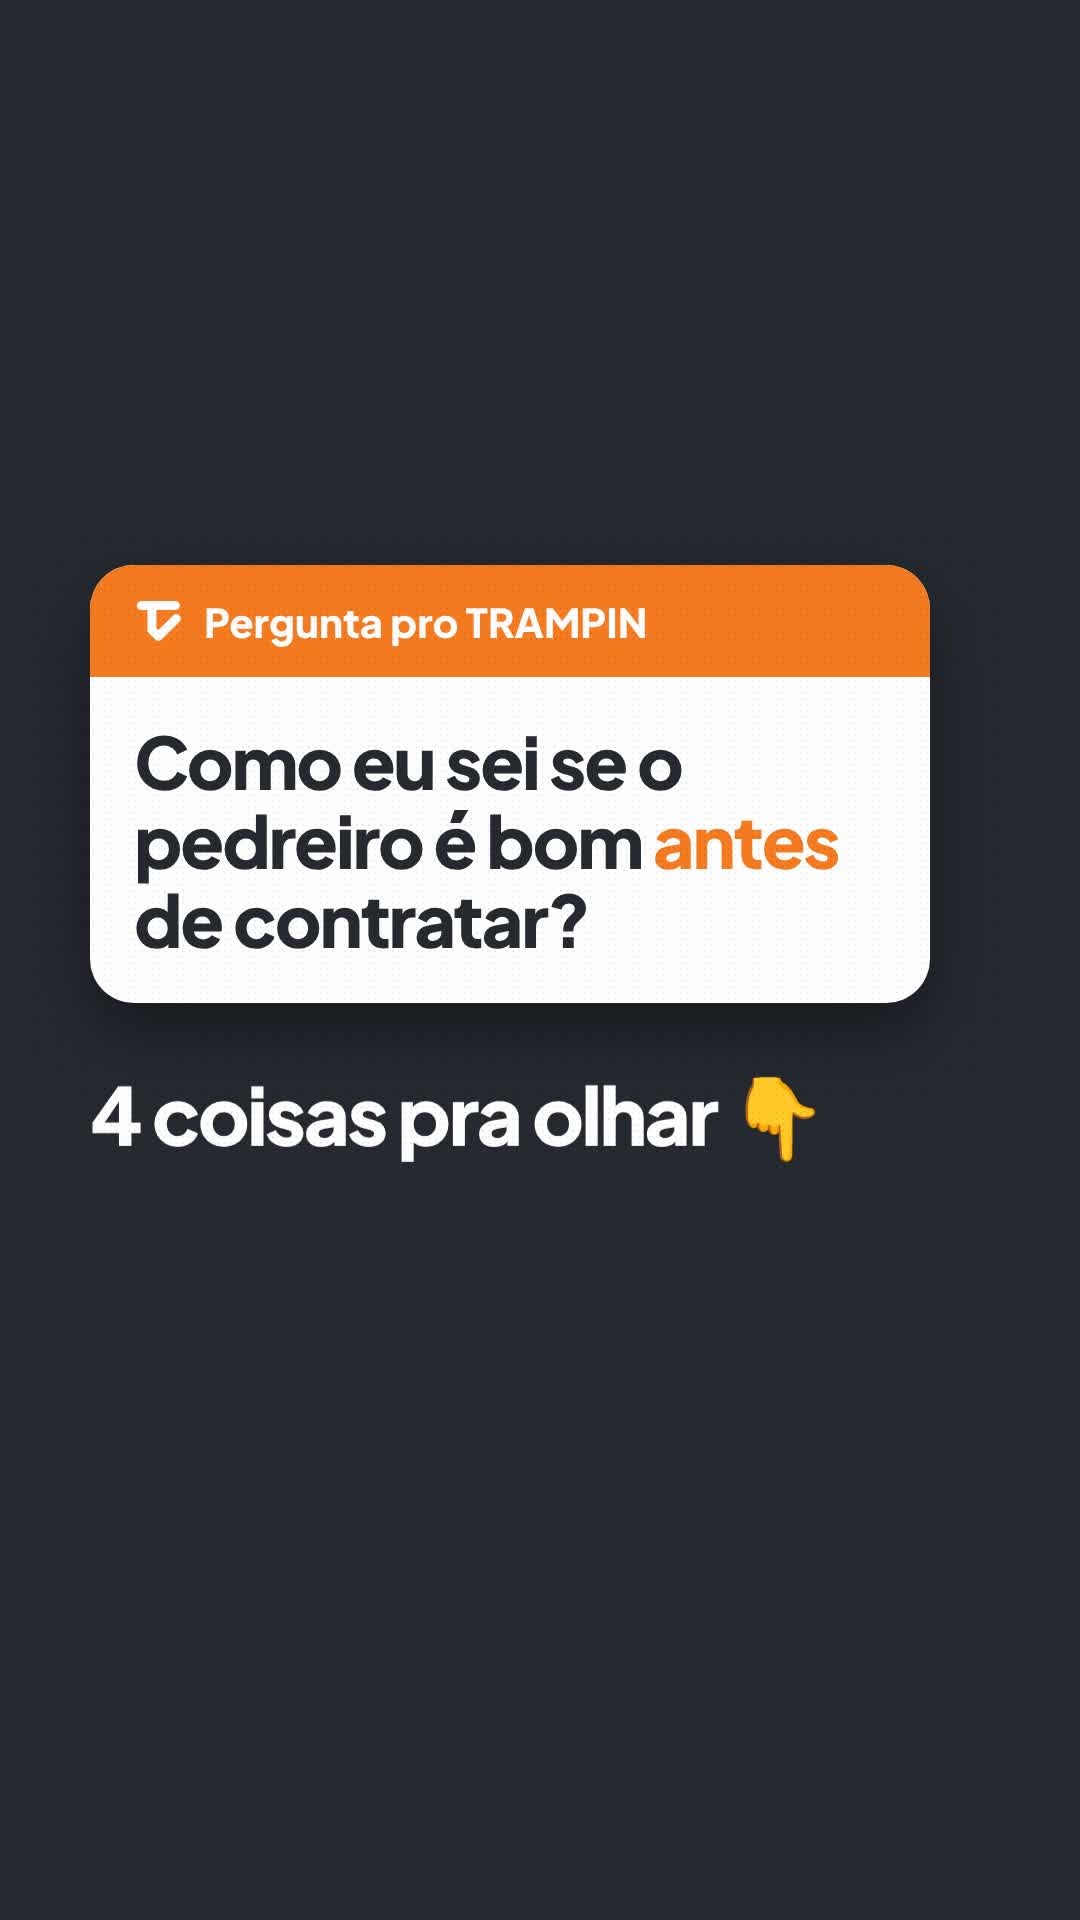 Pergunta pro TRAMPIN
Como eu sei se o
pedreiro é bom antes
de contratar?
4 coisas pra olhar 👇